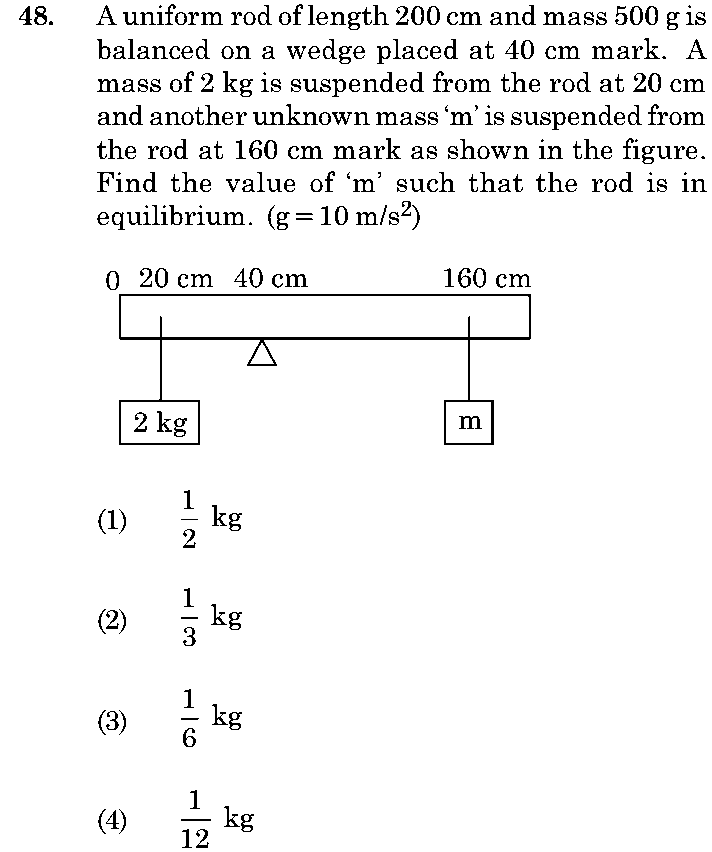 48. A uniform rod of length 200 cm and mass 500 g is
balanced on a wedge placed at 40 cm mark. A
mass of 2 kg is suspended from the rod at 20 cm
and another unknown mass ‘m’ is suspended from
the rod at 160 cm mark as shown in the figure.
Find the value of ‘m’ such that the rod is in
equilibrium. (g = 10 m/s²)
0 20 cm 40 cm 160 cm
2 kg m
(1) 1/2 kg
(2) 1/3 kg
(3) 1/6 kg
(4) 1/12 kg